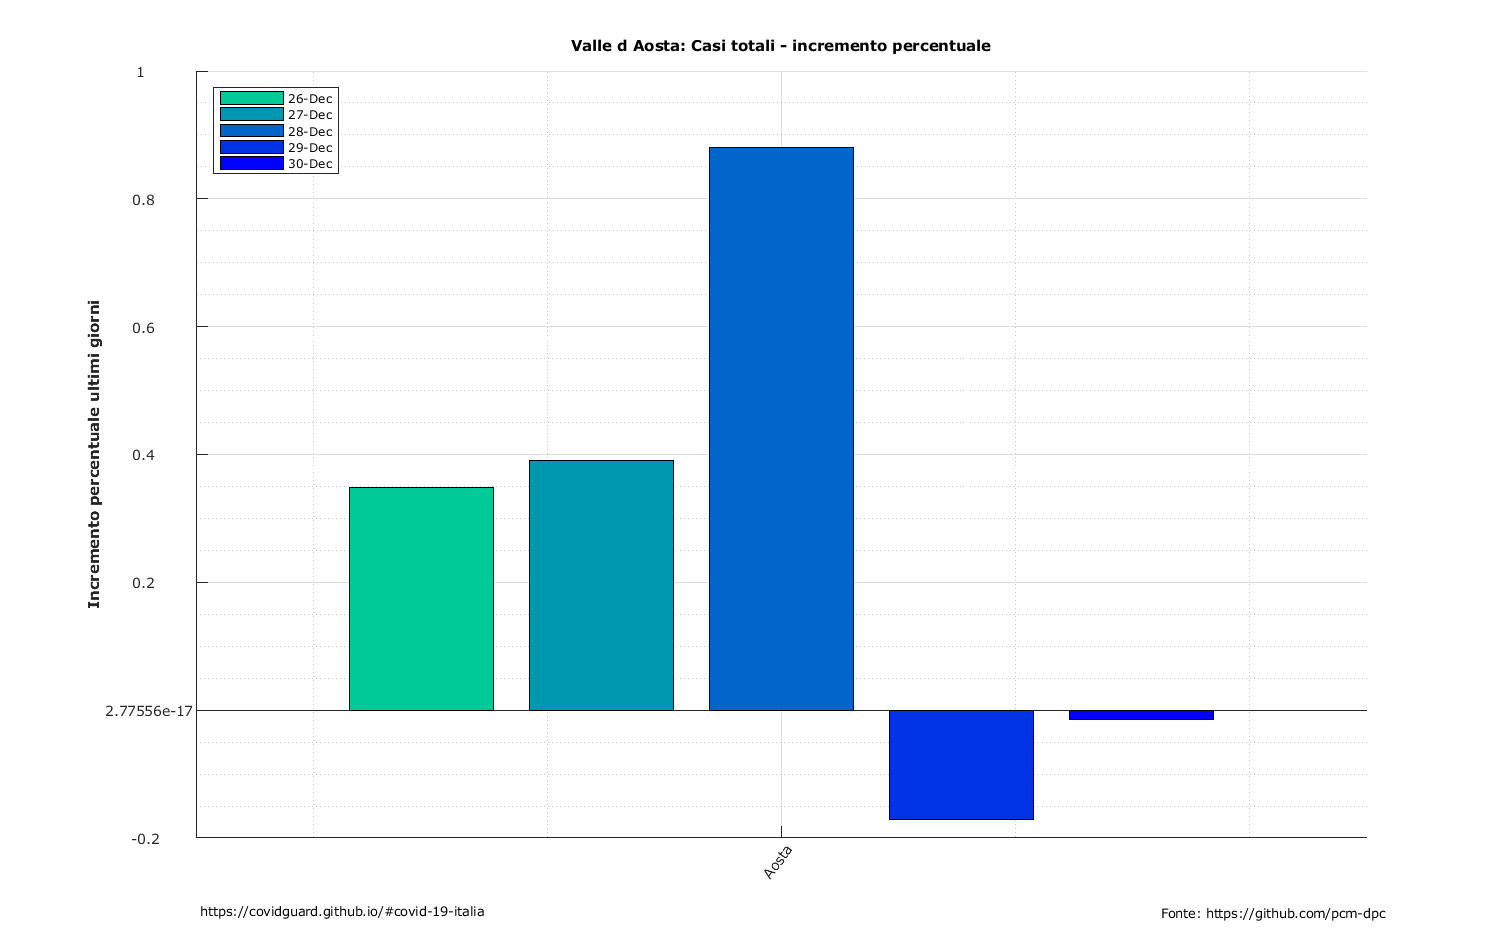 Valle d Aosta: Casi totali - incremento percentuale
1
0.8
0.6
0.4
0.2
2.77556e-17
-0.2
Incremento percentuale ultimi giorni
26-Dec
27-Dec
28-Dec
29-Dec
30-Dec
Aosta
https://covidguard.github.io/#covid-19-italia
Fonte: https://github.com/pcm-dpc